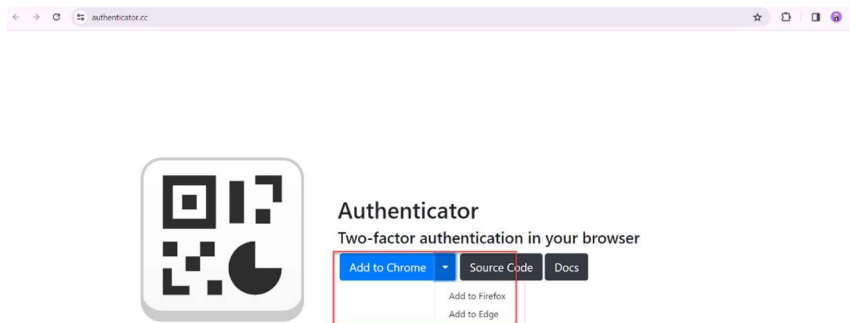 authenticator.cc
Authenticator
Two-factor authentication in your browser
Add to Chrome Source Code Docs
Add to Firefox
Add to Edge